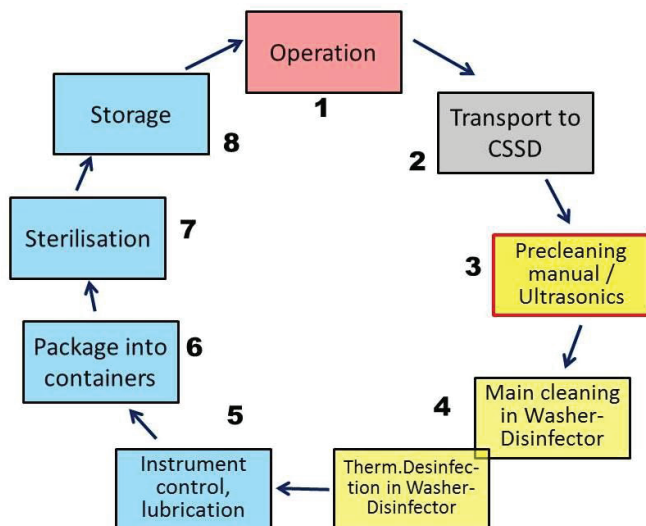 Operation
1
Transport to
CSSD
2
Precleaning
manual /
Ultrasonics
3
Main cleaning
in Washer-
Disinfector
4
Therm.Desinfec-
tion in Washer-
Disinfector
Instrument
control,
lubrication
5
Package into
containers
6
Sterilisation
7
Storage
8